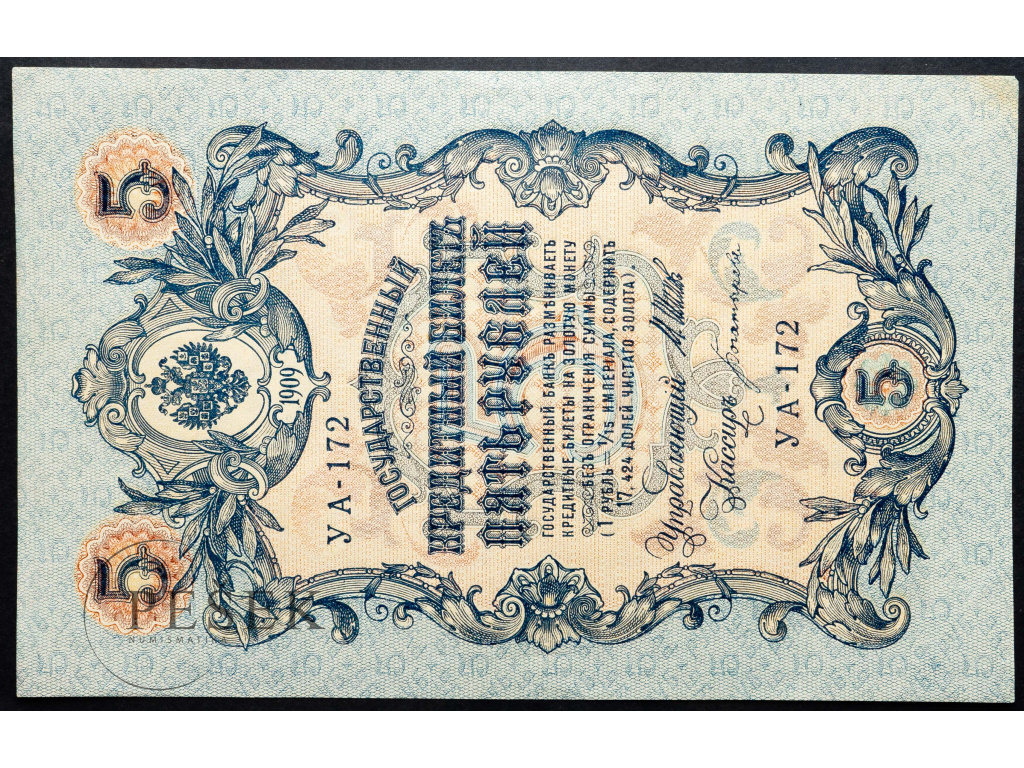 5 5
1909
УА-172
ГОСУДАРСТВЕННЫЙ
КРЕДИТНЫЙ БИЛЕТЪ
ПЯТЬ РУБЛЕЙ
ГОСУДАРСТВЕННЫЙ БАНКЪ РАЗМѢНИВАЕТЪ
КРЕДИТНЫЕ БИЛЕТЫ НА ЗОЛОТУЮ МОНЕТУ
БЕЗЪ ОГРАНИЧЕНІЯ СУММЫ
(1 РУБЛЬ = 1/15 ИМПЕРІАЛА, СОДЕРЖИТЪ
17,424 ДОЛЕЙ ЧИСТАГО ЗОЛОТА).
Управляющій И. Шипов
Кассиръ
УА-172
5
PESEK
NUMISMATI